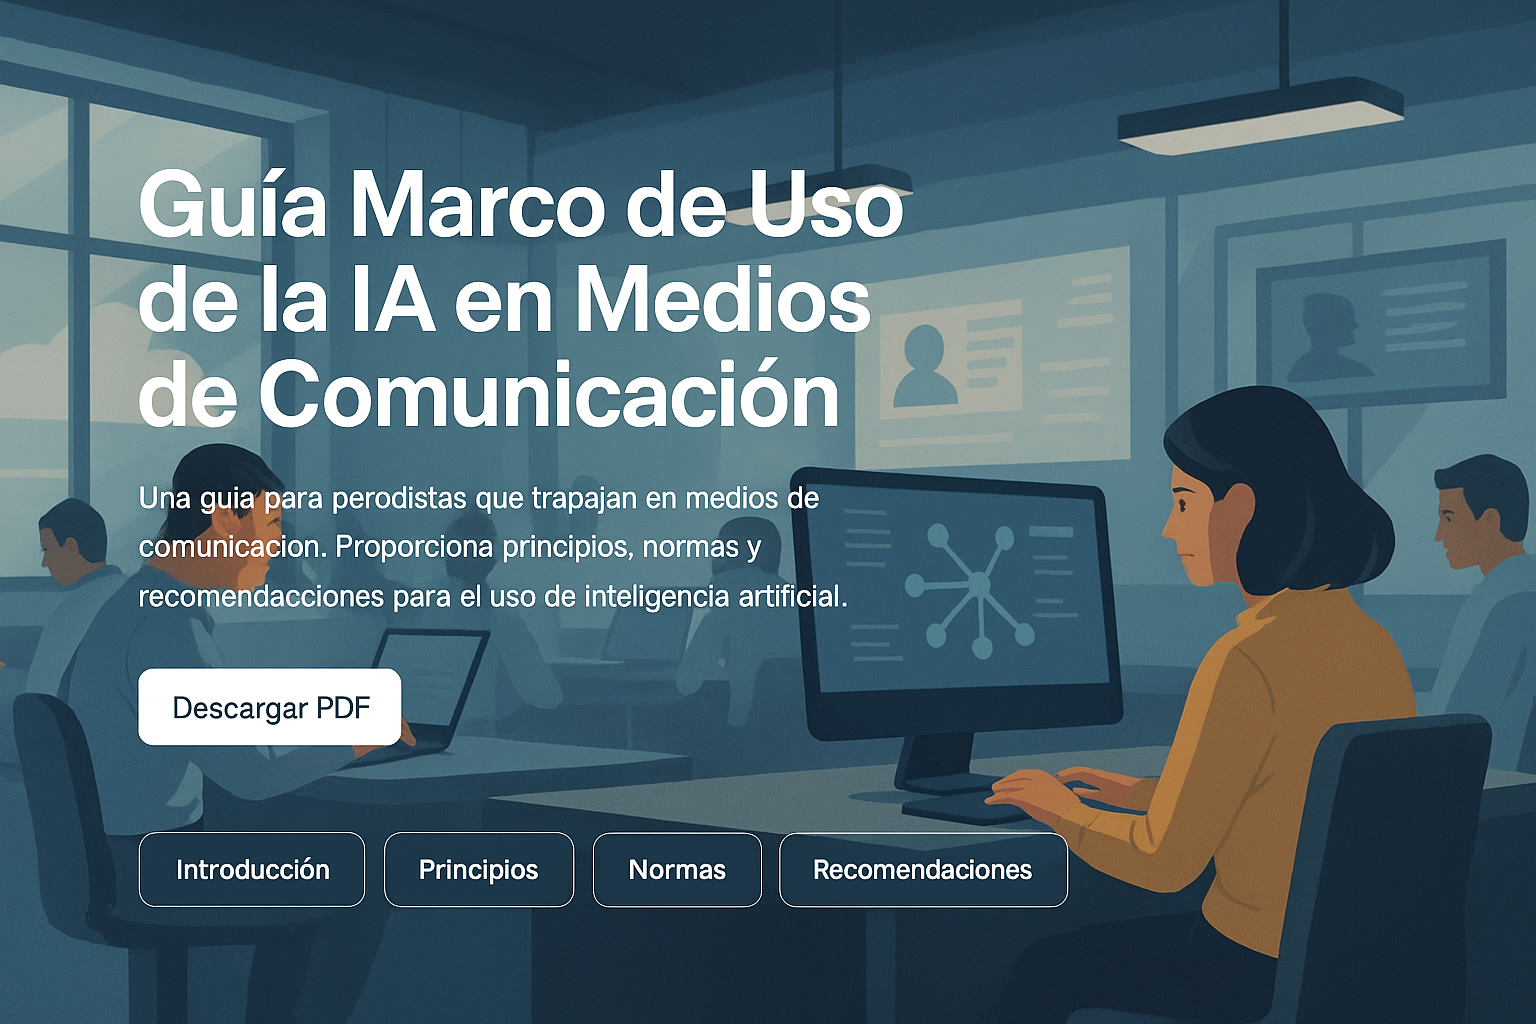 Guía Marco de Uso
de la IA en Medios
de Comunicación
Una guia para perodistas que trapajan en medios de
comunicacion. Proporciona principios, normas y
recomendacciones para el uso de inteligencia artificial.
Descargar PDF
Introducción
Principios
Normas
Recomendaciones